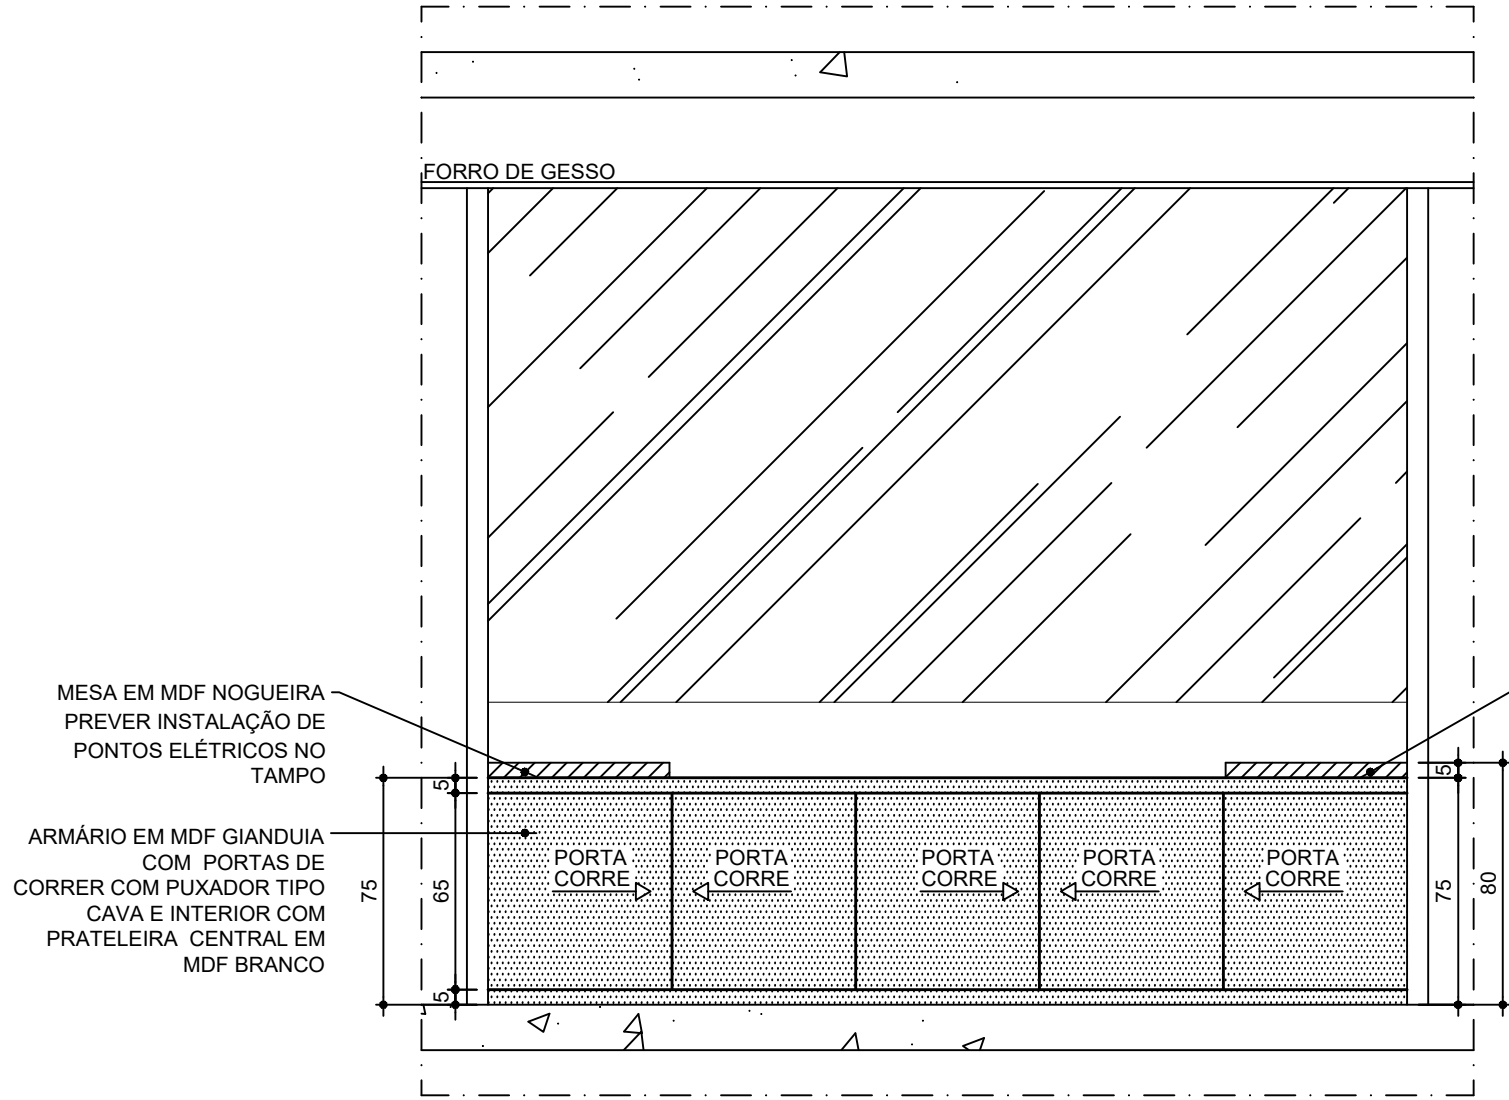 FORRO DE GESSO
MESA EM MDF NOGUEIRA
PREVER INSTALAÇÃO DE
PONTOS ELÉTRICOS NO
TAMPO
ARMÁRIO EM MDF GIANDUIA
COM PORTAS DE
CORRER COM PUXADOR TIPO
CAVA E INTERIOR COM
PRATELEIRA CENTRAL EM
MDF BRANCO
75
5
65
5
PORTA
CORRE
PORTA
CORRE
PORTA
CORRE
PORTA
CORRE
PORTA
CORRE
5
75
80